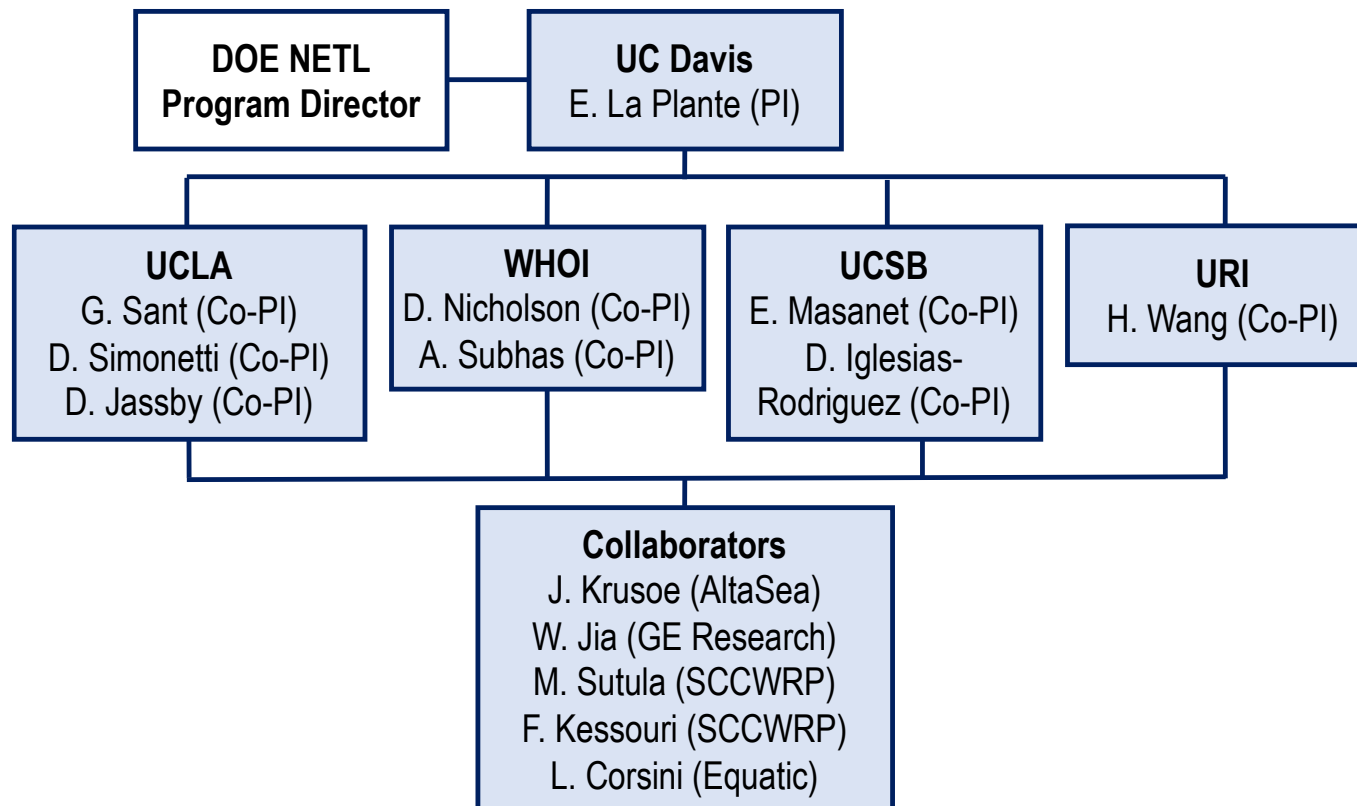 DOE NETL
Program Director
UC Davis
E. La Plante (PI)
UCLA
G. Sant (Co-PI)
D. Simonetti (Co-PI)
D. Jassby (Co-PI)
WHOI
D. Nicholson (Co-PI)
A. Subhas (Co-PI)
UCSB
E. Masanet (Co-PI)
D. Iglesias-
Rodriguez (Co-PI)
URI
H. Wang (Co-PI)
Collaborators
J. Krusoe (AltaSea)
W. Jia (GE Research)
M. Sutula (SCCWRP)
F. Kessouri (SCCWRP)
L. Corsini (Equatic)